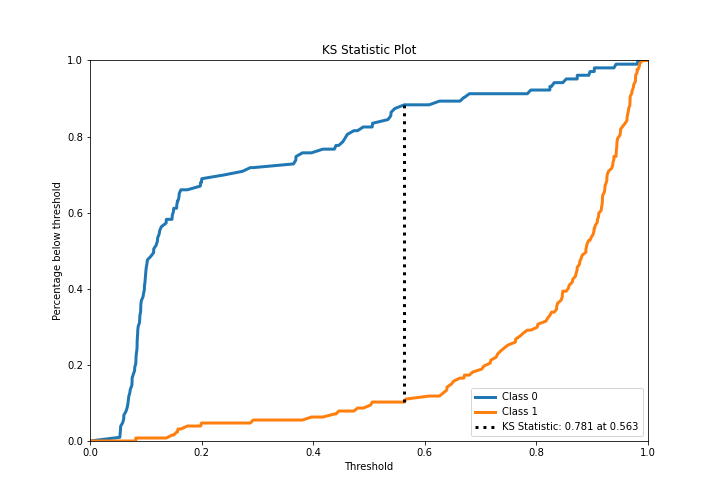 KS Statistic Plot
1.0
0.8
0.6
0.4
0.2
0.0
Percentage below threshold
0.0 0.2 0.4 0.6 0.8 1.0
Threshold
Class 0
Class 1
KS Statistic: 0.781 at 0.563